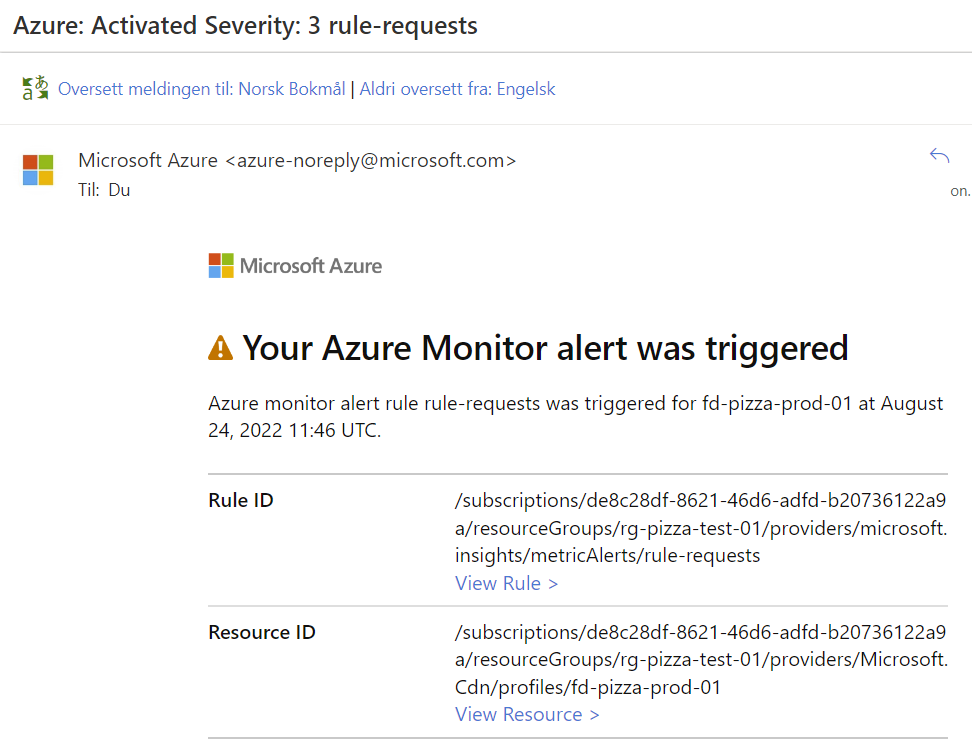 Azure: Activated Severity: 3 rule-requests
Oversett meldingen til: Norsk Bokmål | Aldri oversett fra: Engelsk
Microsoft Azure <azure-noreply@microsoft.com>
Til: Du
on.
Microsoft Azure
Your Azure Monitor alert was triggered
Azure monitor alert rule rule-requests was triggered for fd-pizza-prod-01 at August
24, 2022 11:46 UTC.
Rule ID
/subscriptions/de8c28df-8621-46d6-adfd-b20736122a9
a/resourceGroups/rg-pizza-test-01/providers/microsoft.
insights/metricAlerts/rule-requests
View Rule >
Resource ID
/subscriptions/de8c28df-8621-46d6-adfd-b20736122a9
a/resourceGroups/rg-pizza-test-01/providers/Microsoft.
Cdn/profiles/fd-pizza-prod-01
View Resource >